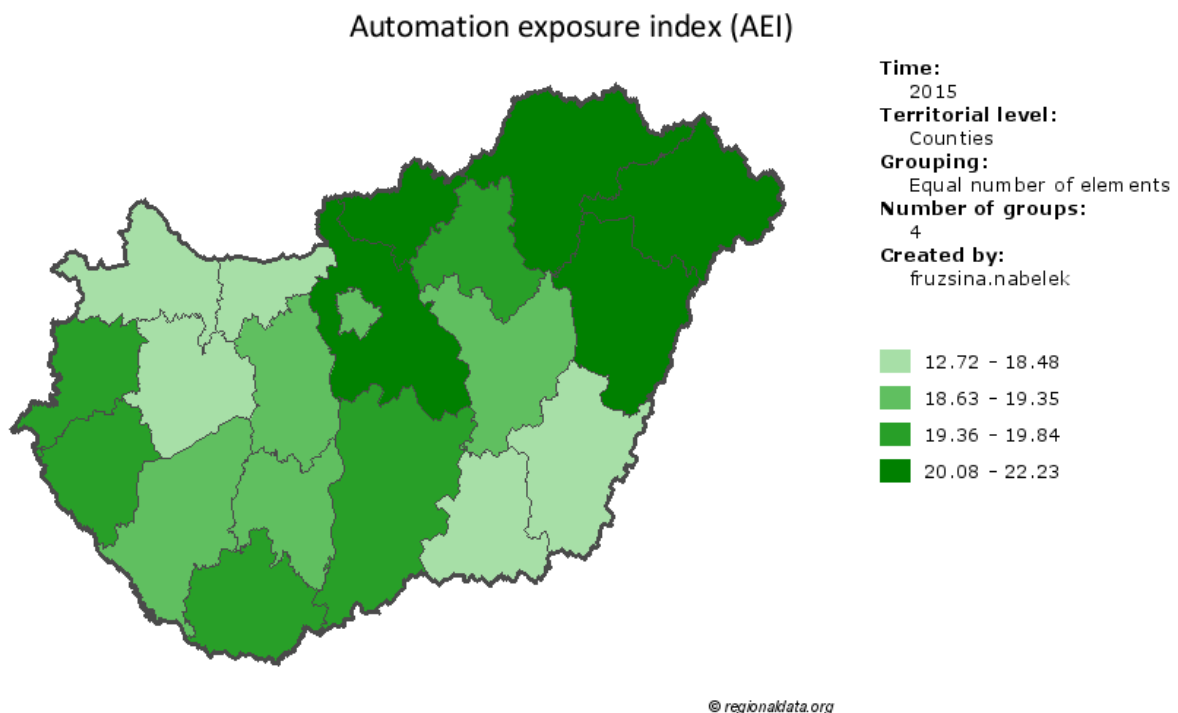 Automation exposure index (AEI)
Time:
2015
Territorial level:
Counties
Grouping:
Equal number of elements
Number of groups:
4
Created by:
fruzsina.nabelek
12.72 - 18.48
18.63 - 19.35
19.36 - 19.84
20.08 - 22.23
© regionaldata.org